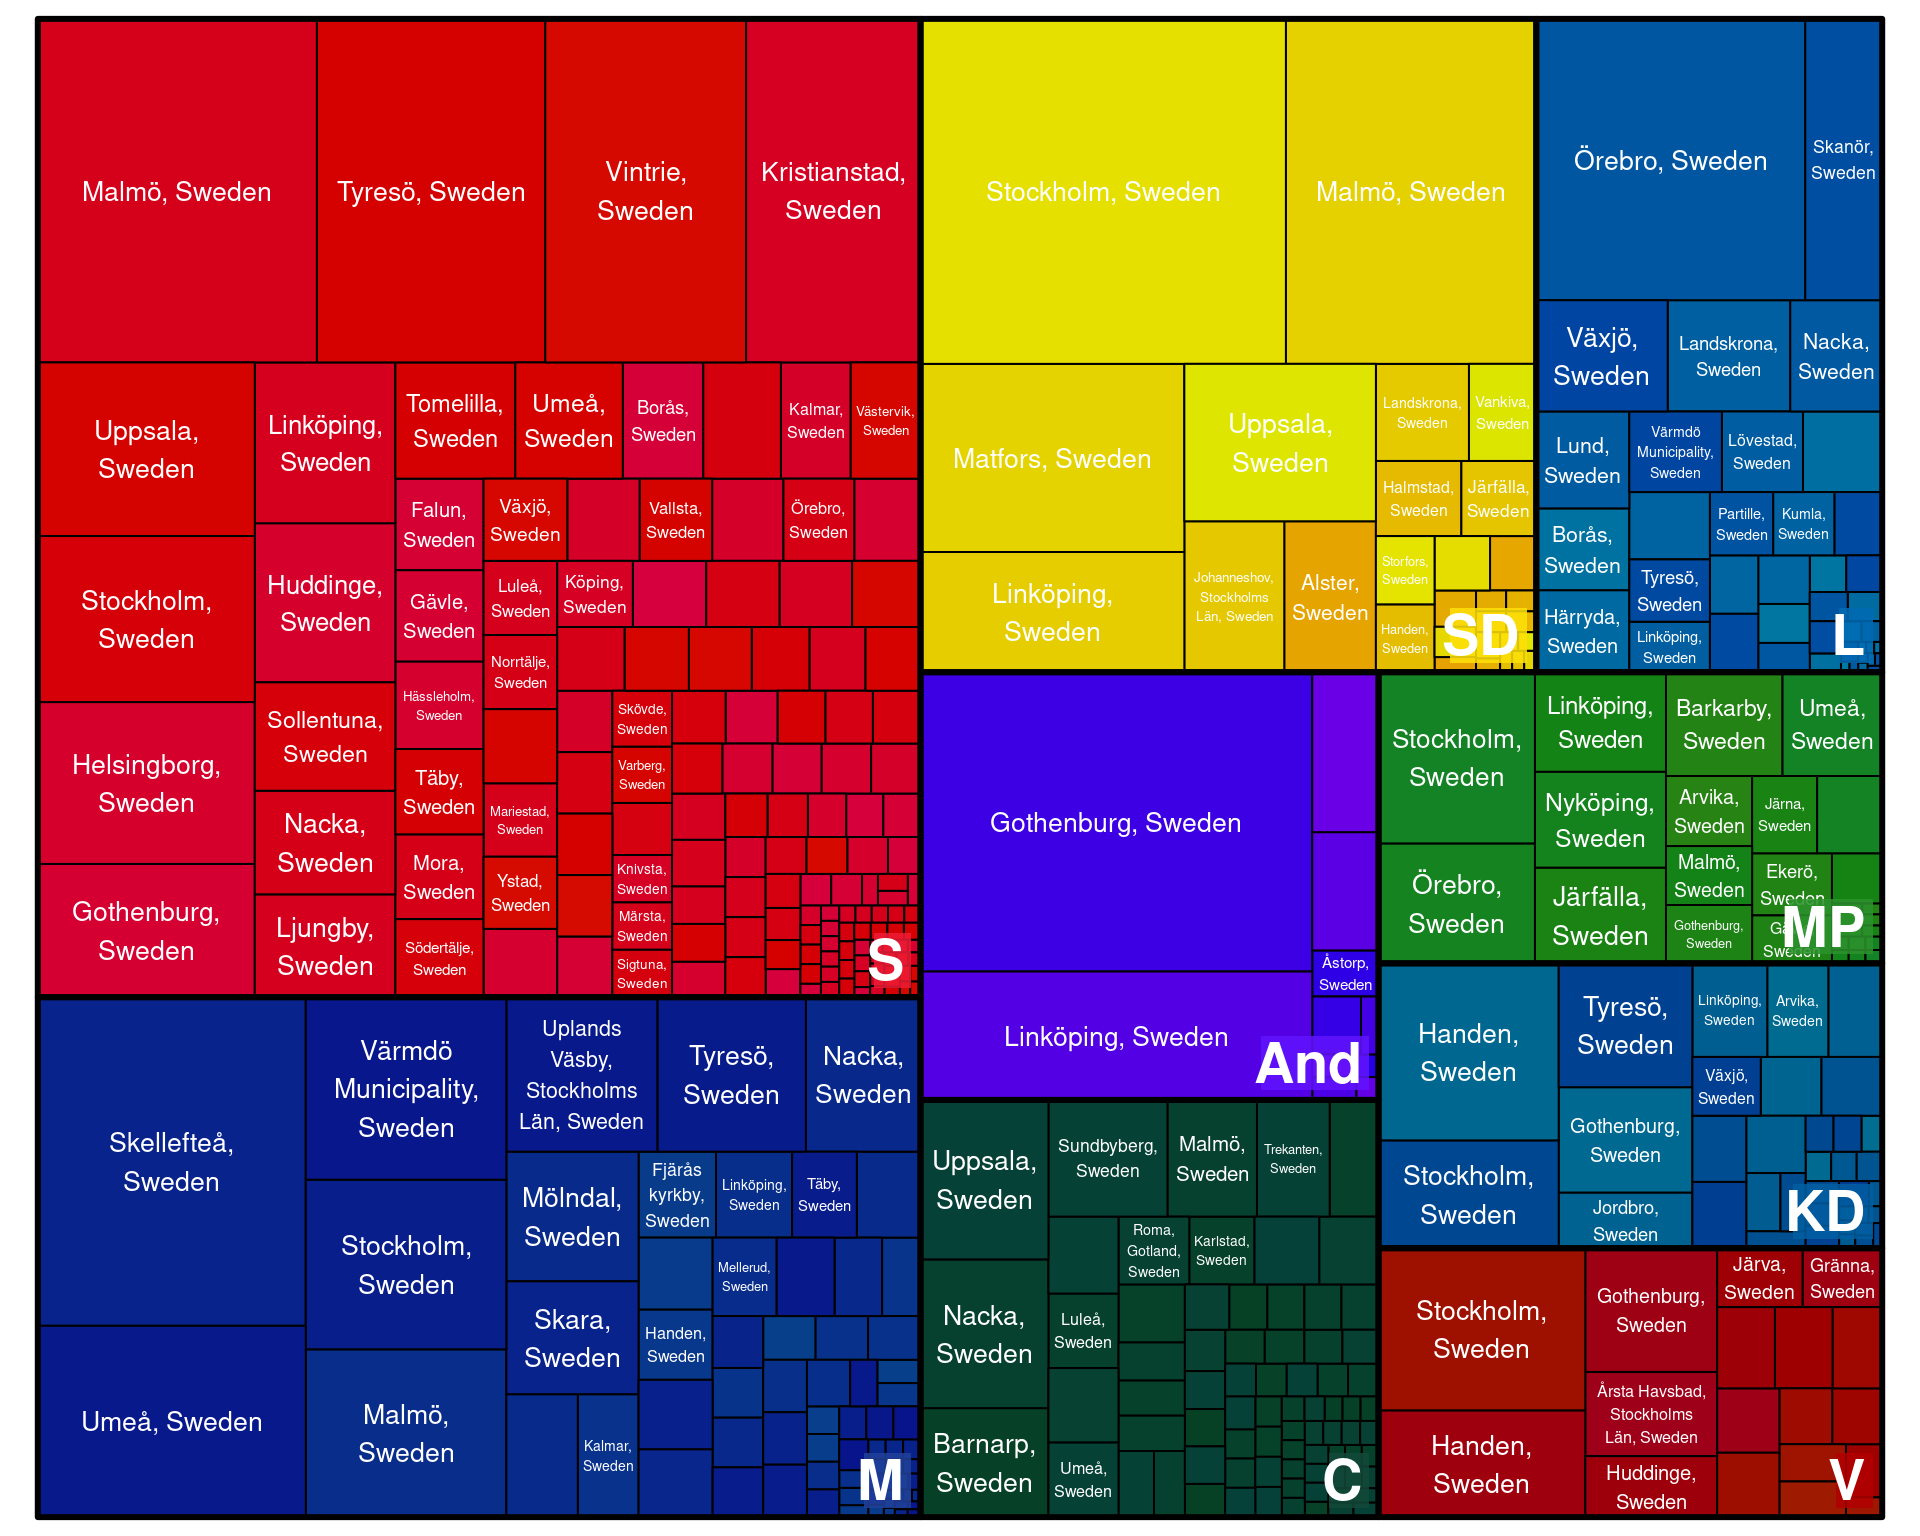 Malmö, Sweden
Tyresö, Sweden
Vintrie,
Sweden
Kristianstad,
Sweden
Uppsala,
Sweden
Stockholm,
Sweden
Helsingborg,
Sweden
Gothenburg,
Sweden
Linköping,
Sweden
Huddinge,
Sweden
Sollentuna,
Sweden
Nacka,
Sweden
Ljungby,
Sweden
Tomelilla,
Sweden
Umeå,
Sweden
Borås,
Sweden
Kalmar,
Sweden
Västervik,
Sweden
Falun,
Sweden
Gävle,
Sweden
Hässleholm,
Sweden
Täby,
Sweden
Mora,
Sweden
Södertälje,
Sweden
Växjö,
Sweden
Vallsta,
Sweden
Örebro,
Sweden
Luleå,
Sweden
Köping,
Sweden
Norrtälje,
Sweden
Mariestad,
Sweden
Ystad,
Sweden
Skövde,
Sweden
Varberg,
Sweden
Knivsta,
Sweden
Märsta,
Sweden
Sigtuna,
Sweden
S
Skellefteå,
Sweden
Umeå, Sweden
Värmdö
Municipality,
Sweden
Stockholm,
Sweden
Malmö,
Sweden
Uplands
Väsby,
Stockholms
Län, Sweden
Tyresö,
Sweden
Nacka,
Sweden
Mölndal,
Sweden
Skara,
Sweden
Kalmar,
Sweden
Fjärås
kyrkby,
Sweden
Linköping,
Sweden
Täby,
Sweden
Mellerud,
Sweden
Handen,
Sweden
M
Stockholm, Sweden
Malmö, Sweden
Matfors, Sweden
Linköping,
Sweden
Uppsala,
Sweden
Johanneshov,
Stockholms
Län, Sweden
Alster,
Sweden
Landskrona,
Sweden
Vankiva,
Sweden
Halmstad,
Sweden
Järfälla,
Sweden
Storfors,
Sweden
Handen,
Sweden
SD
Gothenburg, Sweden
Linköping, Sweden
Åstorp,
Sweden
And
Uppsala,
Sweden
Nacka,
Sweden
Barnarp,
Sweden
Sundbyberg,
Sweden
Malmö,
Sweden
Trekanten,
Sweden
Roma,
Gotland,
Sweden
Karlstad,
Sweden
Luleå,
Sweden
Umeå,
Sweden
C
Örebro, Sweden
Skanör,
Sweden
Växjö,
Sweden
Landskrona,
Sweden
Nacka,
Sweden
Lund,
Sweden
Borås,
Sweden
Härryda,
Sweden
Värmdö
Municipality,
Sweden
Lövestad,
Sweden
Partille,
Sweden
Kumla,
Sweden
Tyresö,
Sweden
Linköping,
Sweden
L
Stockholm,
Sweden
Örebro,
Sweden
Linköping,
Sweden
Nyköping,
Sweden
Järfälla,
Sweden
Barkarby,
Sweden
Umeå,
Sweden
Arvika,
Sweden
Järna,
Sweden
Malmö,
Sweden
Gothenburg,
Sweden
Ekerö,
Sweden
Sweden
MP
Handen,
Sweden
Stockholm,
Sweden
Tyresö,
Sweden
Gothenburg,
Sweden
Jordbro,
Sweden
Linköping,
Sweden
Arvika,
Sweden
Växjö,
Sweden
KD
Stockholm,
Sweden
Handen,
Sweden
Gothenburg,
Sweden
Årsta Havsbad,
Stockholms
Län, Sweden
Huddinge,
Sweden
Järva,
Sweden
Gränna,
Sweden
V